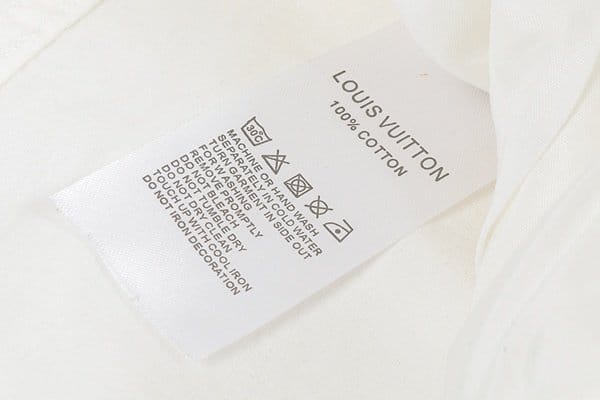 LOUIS VUITTON
100% COTTON
30°C
MACHINE OR HAND WASH
SEPARATELY IN COLD WATER
TURN GARMENT IN SIDE OUT
FOR WASHING
REMOVE PROMPTLY
DO NOT BLEACH
DO NOT TUMBLE DRY
DO NOT DRY CLEAN
TOUCH UP WITH COOL IRON
DO NOT IRON DECORATION